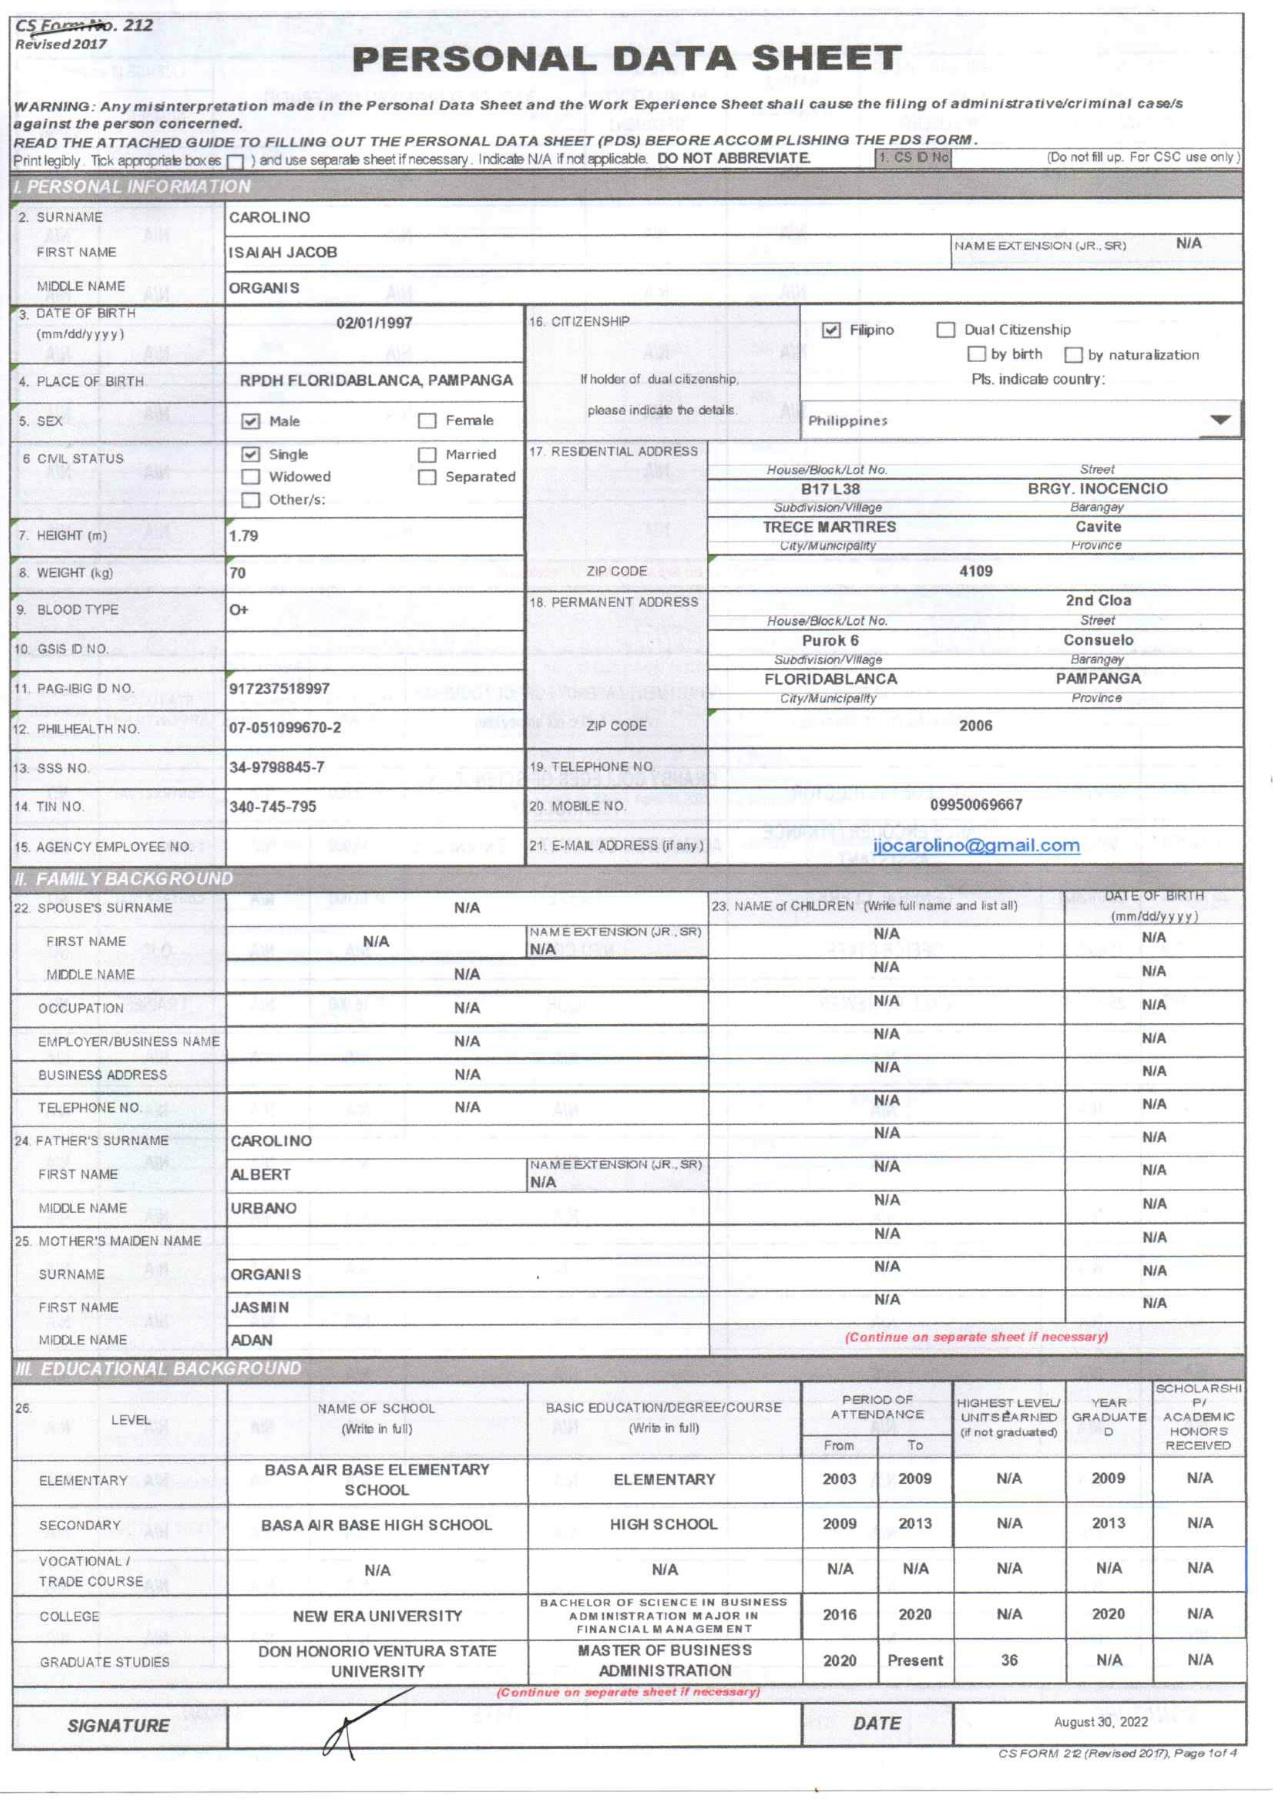 CS Form No. 212
Revised 2017
PERSONAL DATA SHEET
WARNING: Any misinterpretation made in the Personal Data Sheet and the Work Experience Sheet shall cause the filing of administrative/criminal case/s
against the person concerned.
READ THE ATTACHED GUIDE TO FILLING OUT THE PERSONAL DATA SHEET (PDS) BEFORE ACCOMPLISHING THE PDS FORM.
Print legibly. Tick appropriate boxes ( ) and use separate sheet if necessary. Indicate N/A if not applicable. DO NOT ABBREVIATE. 1. CS ID No (Do not fill up. For CSC use only)
I. PERSONAL INFORMATION
2. SURNAME CAROLINO
FIRST NAME ISAIAH JACOB NAME EXTENSION (JR., SR) N/A
MIDDLE NAME ORGANIS
3. DATE OF BIRTH
(mm/dd/yyyy) 02/01/1997
16. CITIZENSHIP Filipino Dual Citizenship
by birth by naturalization
4. PLACE OF BIRTH RPDH FLORIDABLANCA, PAMPANGA If holder of dual citizenship, Pls. indicate country:
please indicate the details.
5. SEX Male Female Philippines
6 CIVIL STATUS Single Married
Widowed Separated
Other/s:
17. RESIDENTIAL ADDRESS
House/Block/Lot No. Street
B17 L38 BRGY. INOCENCIO
Subdivision/Village Barangay
TRECE MARTIRES Cavite
City/Municipality Province
7. HEIGHT (m) 1.79
8. WEIGHT (kg) 70 ZIP CODE 4109
9. BLOOD TYPE O+ 18. PERMANENT ADDRESS 2nd Cloa
House/Block/Lot No. Street
10. GSIS ID NO. Purok 6 Consuelo
Subdivision/Village Barangay
11. PAG-IBIG ID NO. 917237518997 FLORIDABLANCA PAMPANGA
City/Municipality Province
12. PHILHEALTH NO. 07-051099670-2 ZIP CODE 2006
13. SSS NO. 34-9798845-7 19. TELEPHONE NO.
14. TIN NO. 340-745-795 20. MOBILE NO. 09950069667
15. AGENCY EMPLOYEE NO. 21. E-MAIL ADDRESS (if any) ijocarolino@gmail.com
II. FAMILY BACKGROUND
22. SPOUSE'S SURNAME N/A 23. NAME of CHILDREN (Write full name and list all) DATE OF BIRTH
(mm/dd/yyyy)
FIRST NAME N/A NAME EXTENSION (JR., SR) N/A N/A N/A
MIDDLE NAME N/A N/A N/A
OCCUPATION N/A N/A N/A
EMPLOYER/BUSINESS NAME N/A N/A N/A
BUSINESS ADDRESS N/A N/A N/A
TELEPHONE NO. N/A N/A N/A
24. FATHER'S SURNAME CAROLINO N/A N/A
FIRST NAME ALBERT NAME EXTENSION (JR., SR) N/A N/A N/A
MIDDLE NAME URBANO N/A N/A
25. MOTHER'S MAIDEN NAME N/A N/A
SURNAME ORGANIS N/A N/A
FIRST NAME JASMIN N/A N/A
MIDDLE NAME ADAN (Continue on separate sheet if necessary)
III. EDUCATIONAL BACKGROUND
26.
LEVEL
NAME OF SCHOOL
(Write in full)
BASIC EDUCATION/DEGREE/COURSE
(Write in full)
PERIOD OF
ATTENDANCE
From To
HIGHEST LEVEL/
UNITS EARNED
(if not graduated)
YEAR
GRADUATE
D
SCHOLARSHI
P/
ACADEMIC
HONORS
RECEIVED
ELEMENTARY BASA AIR BASE ELEMENTARY
SCHOOL ELEMENTARY 2003 2009 N/A 2009 N/A
SECONDARY BASA AIR BASE HIGH SCHOOL HIGH SCHOOL 2009 2013 N/A 2013 N/A
VOCATIONAL /
TRADE COURSE N/A N/A N/A N/A N/A N/A N/A
COLLEGE NEW ERA UNIVERSITY BACHELOR OF SCIENCE IN BUSINESS
ADMINISTRATION MAJOR IN
FINANCIAL MANAGEMENT 2016 2020 N/A 2020 N/A
GRADUATE STUDIES DON HONORIO VENTURA STATE
UNIVERSITY MASTER OF BUSINESS
ADMINISTRATION 2020 Present 36 N/A N/A
(Continue on separate sheet if necessary)
SIGNATURE DATE August 30, 2022
CS FORM 212 (Revised 2017), Page 1 of 4